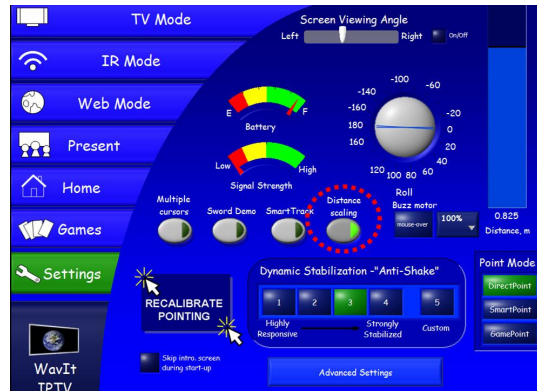 TV Mode
IR Mode
Web Mode
Present
Home
Games
Settings
WavIt
IPTV
Screen Viewing Angle
Left
Right
On/Off
E
F
Battery
Low
High
Signal Strength
-100
-140
-60
-160
-20
180
0
160
20
40
120 100 80 60
Roll
Buzz motor
mouse-over
100%
0.825
Distance, m
Multiple
cursors
Sword Demo
SmartTrack
Distance
scaling
RECALIBRATE
POINTING
Skip intro. screen
during start-up
Dynamic Stabilization -"Anti-Shake"
1
2
3
4
5
Highly
Responsive
Strongly
Stabilized
Custom
Advanced Settings
Point Mode
DirectPoint
SmartPoint
GamePoint